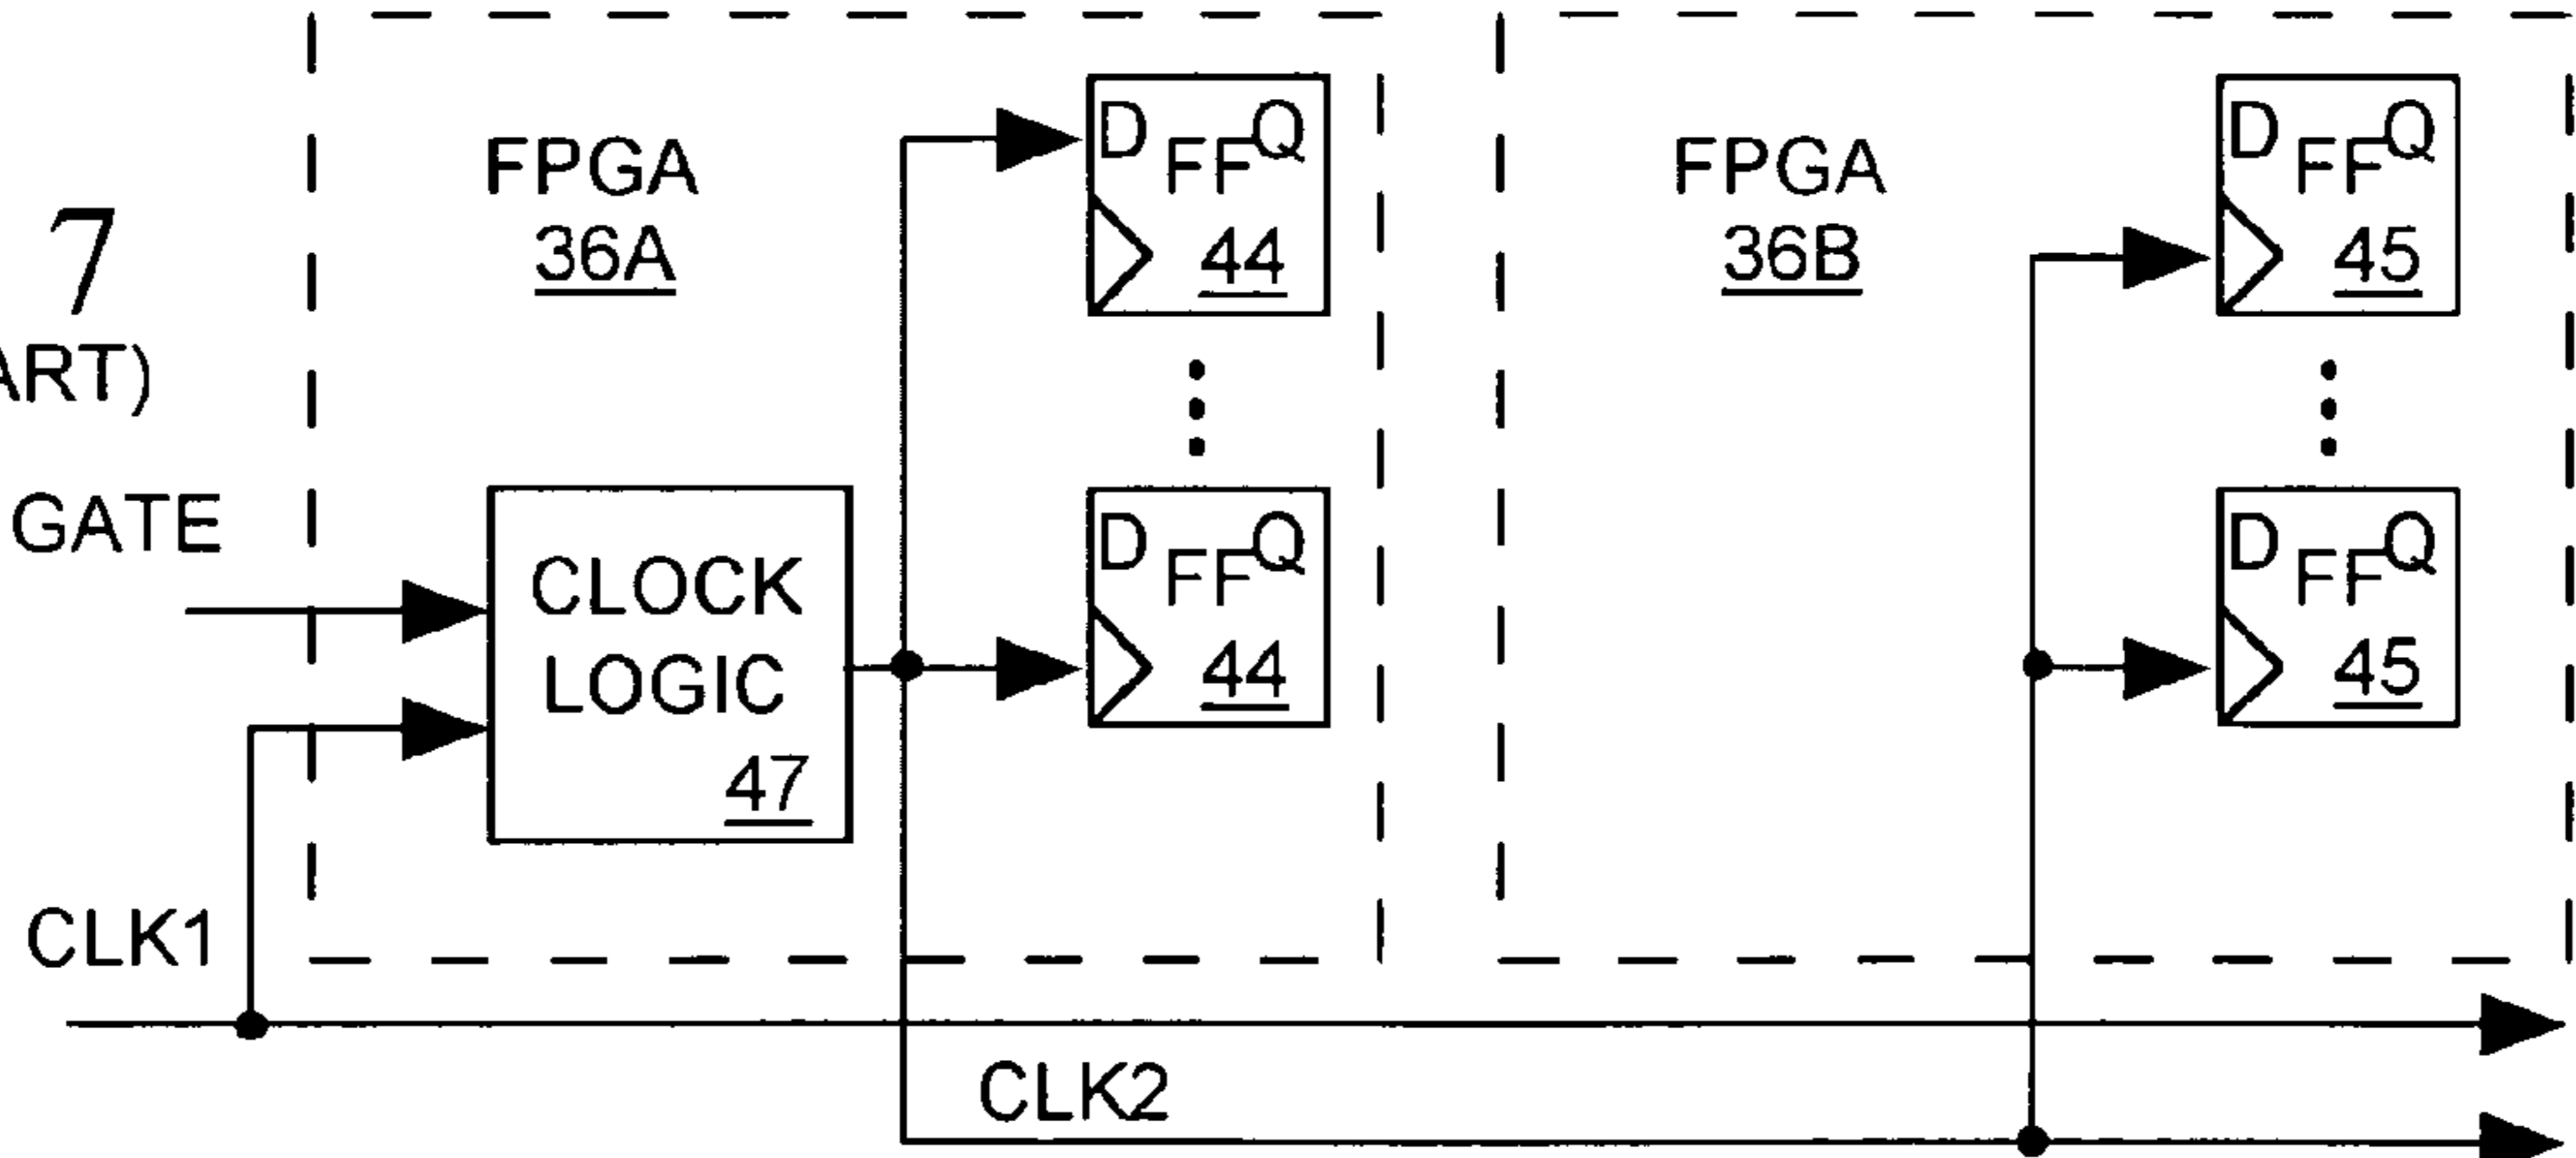 7
ART)
GATE
CLK1
FPGA
36A
CLOCK
LOGIC
47
D FF Q
44
D FF Q
44
FPGA
36B
D FF Q
45
D FF Q
45
CLK2